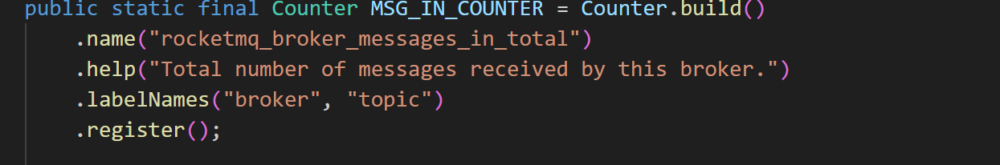 public static final Counter MSG_IN_COUNTER = Counter.build()
.name("rocketmq_broker_messages_in_total")
.help("Total number of messages received by this broker.")
.labelNames("broker", "topic")
.register();